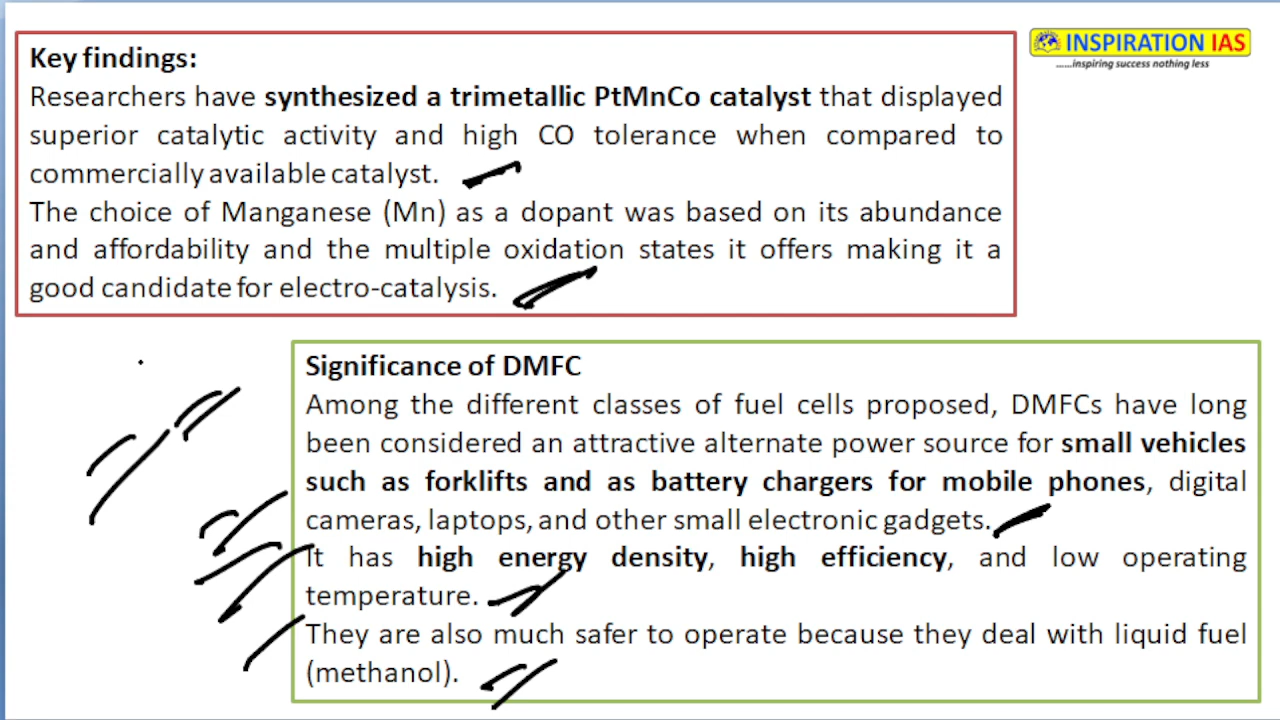 INSPIRATION IAS
......inspiring success nothing less
Key findings:
Researchers have synthesized a trimetallic PtMnCo catalyst that displayed
superior catalytic activity and high CO tolerance when compared to
commercially available catalyst.
The choice of Manganese (Mn) as a dopant was based on its abundance
and affordability and the multiple oxidation states it offers making it a
good candidate for electro-catalysis.
Significance of DMFC
Among the different classes of fuel cells proposed, DMFCs have long
been considered an attractive alternate power source for small vehicles
such as forklifts and as battery chargers for mobile phones, digital
cameras, laptops, and other small electronic gadgets.
It has high energy density, high efficiency, and low operating
temperature.
They are also much safer to operate because they deal with liquid fuel
(methanol).